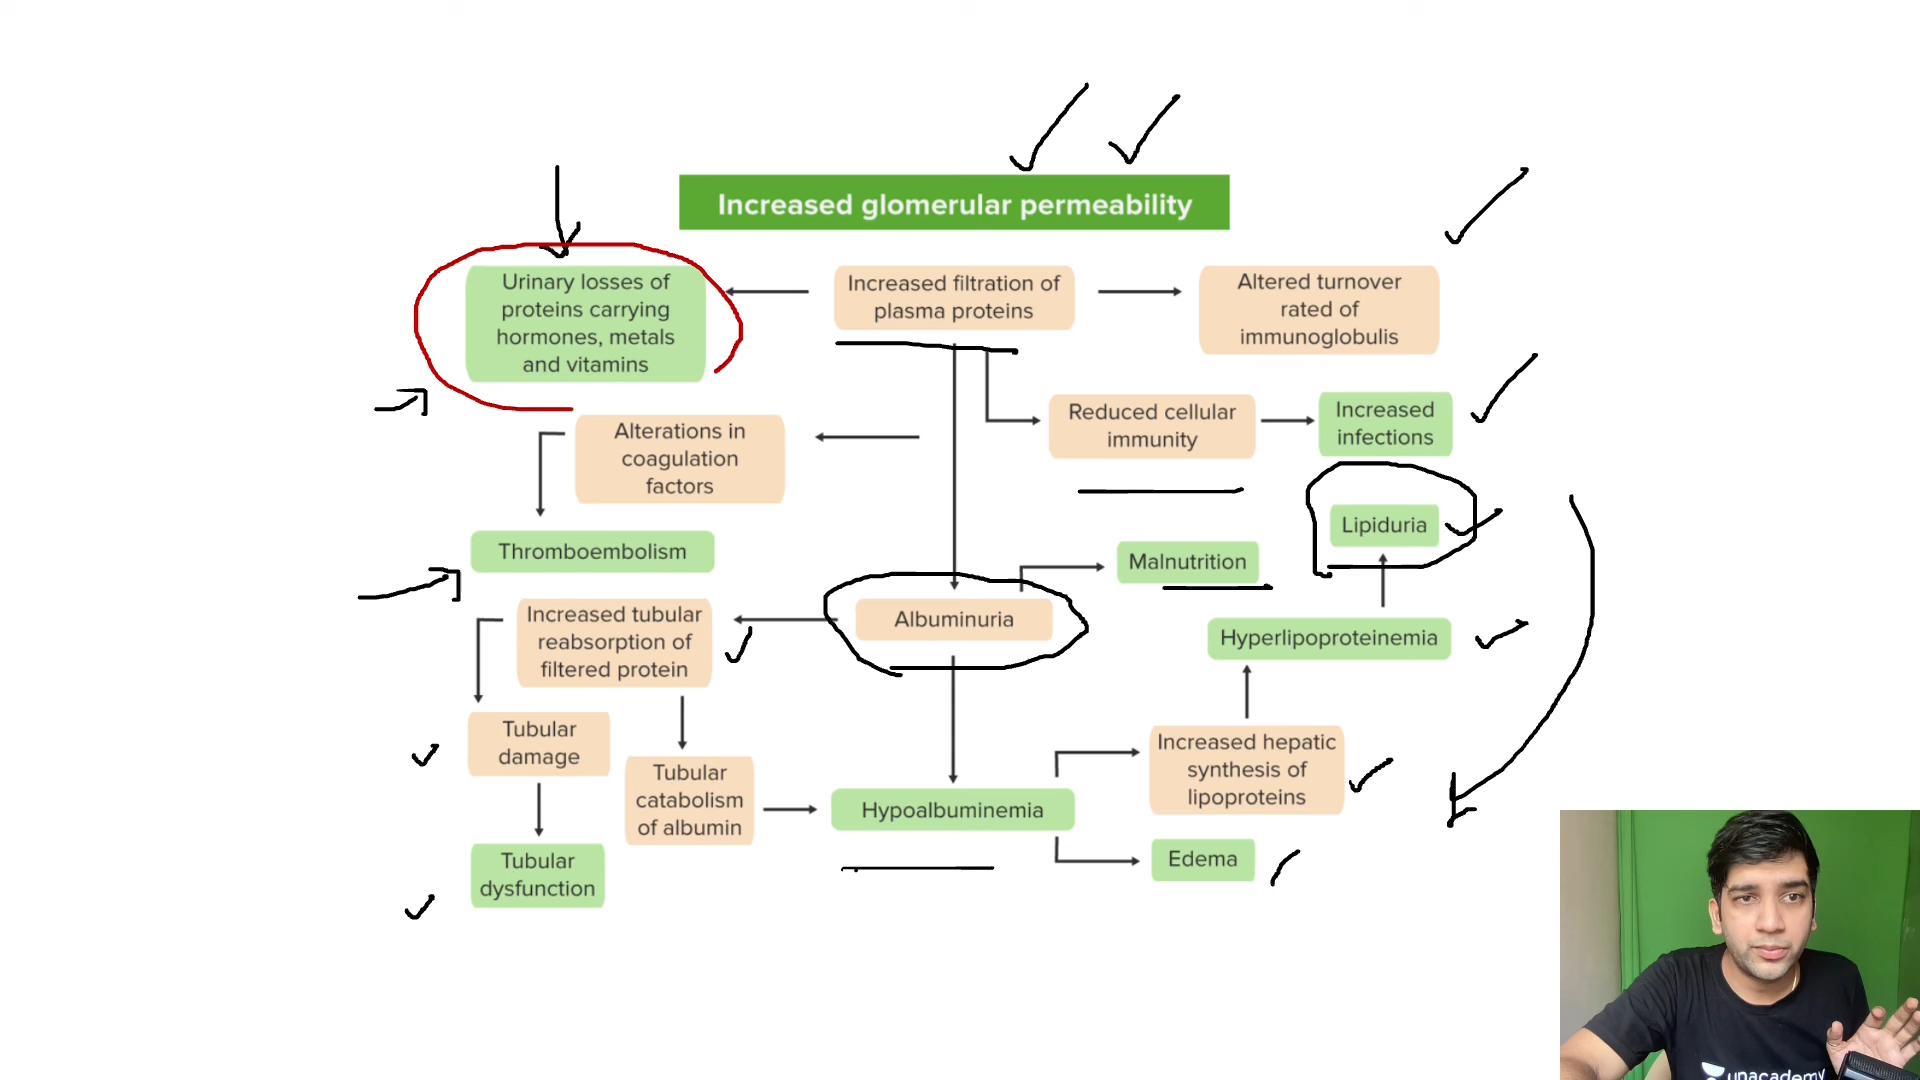 Increased glomerular permeability
Urinary losses of
proteins carrying
hormones, metals
and vitamins
Increased filtration of
plasma proteins
Altered turnover
rated of
immunoglobulis
Alterations in
coagulation
factors
Reduced cellular
immunity
Increased
infections
Lipiduria
Thromboembolism
Malnutrition
Increased tubular
reabsorption of
filtered protein
Albuminuria
Hyperlipoproteinemia
Tubular
damage
Tubular
catabolism
of albumin
Hypoalbuminemia
Increased hepatic
synthesis of
lipoproteins
Edema
Tubular
dysfunction
unacademy